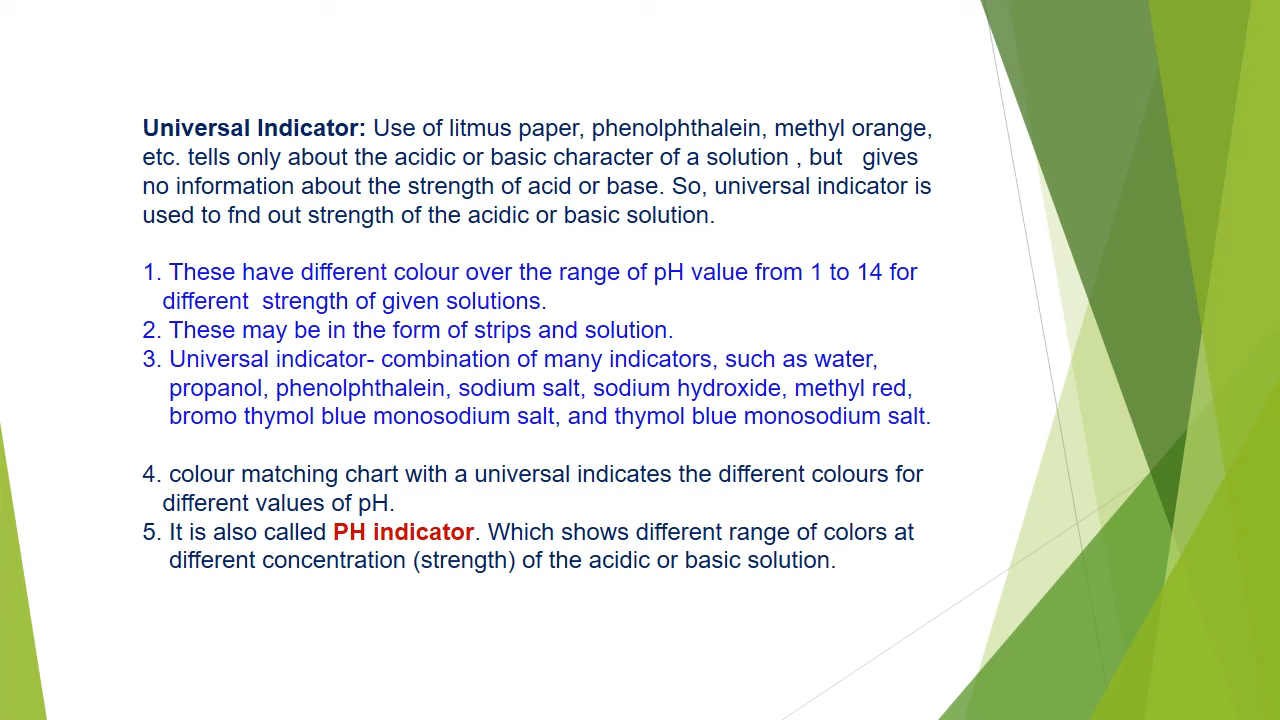 Universal Indicator: Use of litmus paper, phenolphthalein, methyl orange,
etc. tells only about the acidic or basic character of a solution , but   gives
no information about the strength of acid or base. So, universal indicator is
used to fnd out strength of the acidic or basic solution.
1. These have different colour over the range of pH value from 1 to 14 for
different  strength of given solutions.
2. These may be in the form of strips and solution.
3. Universal indicator- combination of many indicators, such as water,
propanol, phenolphthalein, sodium salt, sodium hydroxide, methyl red,
bromo thymol blue monosodium salt, and thymol blue monosodium salt.
4. colour matching chart with a universal indicates the different colours for
different values of pH.
5. It is also called PH indicator. Which shows different range of colors at
different concentration (strength) of the acidic or basic solution.